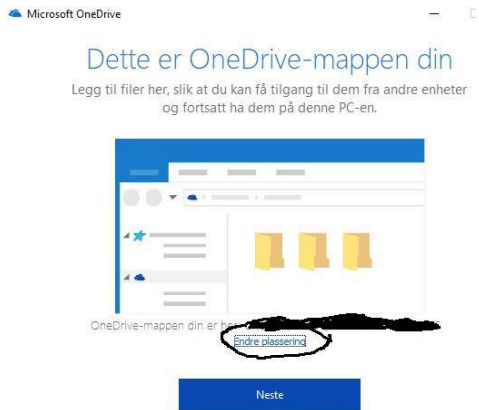 Microsoft OneDrive
Dette er OneDrive-mappen din
Legg til filer her, slik at du kan få tilgang til dem fra andre enheter
og fortsatt ha dem på denne PC-en.
OneDrive-mappen din er
Endre plassering
Neste